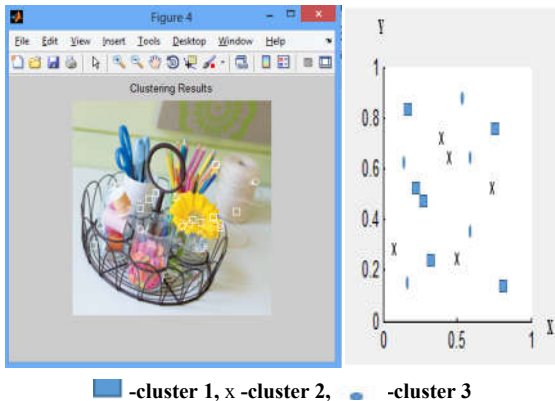 Figure 4
File Edit View Insert Tools Desktop Window Help
Clustering Results
Y
1
0.8
0.6
0.4
0.2
0
0 0.5 1 X
-cluster 1, x -cluster 2, -cluster 3